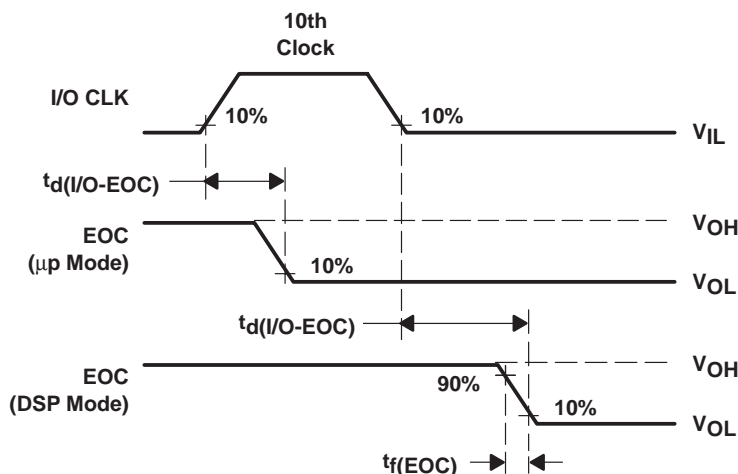 10th
Clock
I/O CLK
10%
10%
VIL
td(I/O-EOC)
VOH
EOC
(μp Mode)
10%
VOL
td(I/O-EOC)
VOH
EOC
(DSP Mode)
90%
10%
VOL
tf(EOC)